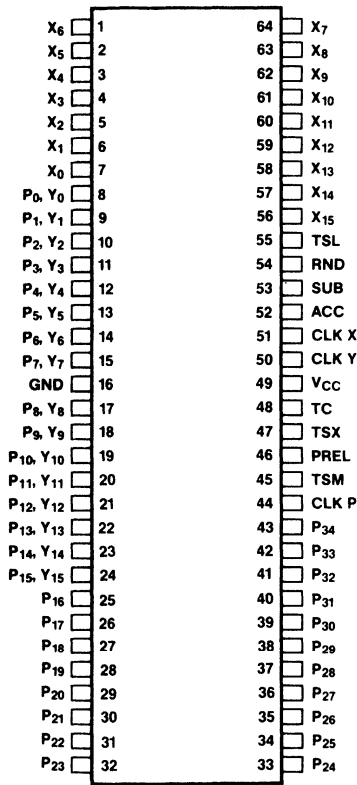 X6 1 64 X7
X5 2 63 X8
X4 3 62 X9
X3 4 61 X10
X2 5 60 X11
X1 6 59 X12
X0 7 58 X13
P0, Y0 8 57 X14
P1, Y1 9 56 X15
P2, Y2 10 55 TSL
P3, Y3 11 54 RND
P4, Y4 12 53 SUB
P5, Y5 13 52 ACC
P6, Y6 14 51 CLK X
P7, Y7 15 50 CLK Y
GND 16 49 VCC
P8, Y8 17 48 TC
P9, Y9 18 47 TSX
P10, Y10 19 46 PREL
P11, Y11 20 45 TSM
P12, Y12 21 44 CLK P
P13, Y13 22 43 P34
P14, Y14 23 42 P33
P15, Y15 24 41 P32
P16 25 40 P31
P17 26 39 P30
P18 27 38 P29
P19 28 37 P28
P20 29 36 P27
P21 30 35 P26
P22 31 34 P25
P23 32 33 P24